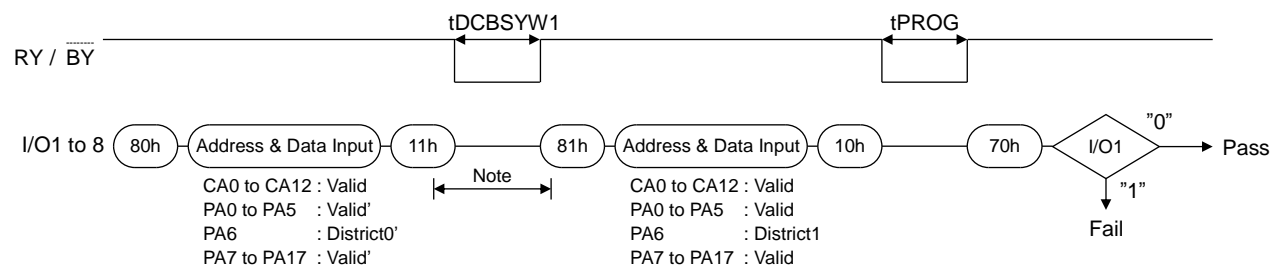 tDCBSYW1
tPROG
RY / BY
I/O1 to 8
80h
Address & Data Input
11h
81h
Address & Data Input
10h
70h
I/O1
”0”
Pass
Note
”1”
Fail
CA0 to CA12 : Valid
PA0 to PA5 : Valid’
PA6 : District0’
PA7 to PA17 : Valid’
CA0 to CA12 : Valid
PA0 to PA5 : Valid
PA6 : District1
PA7 to PA17 : Valid